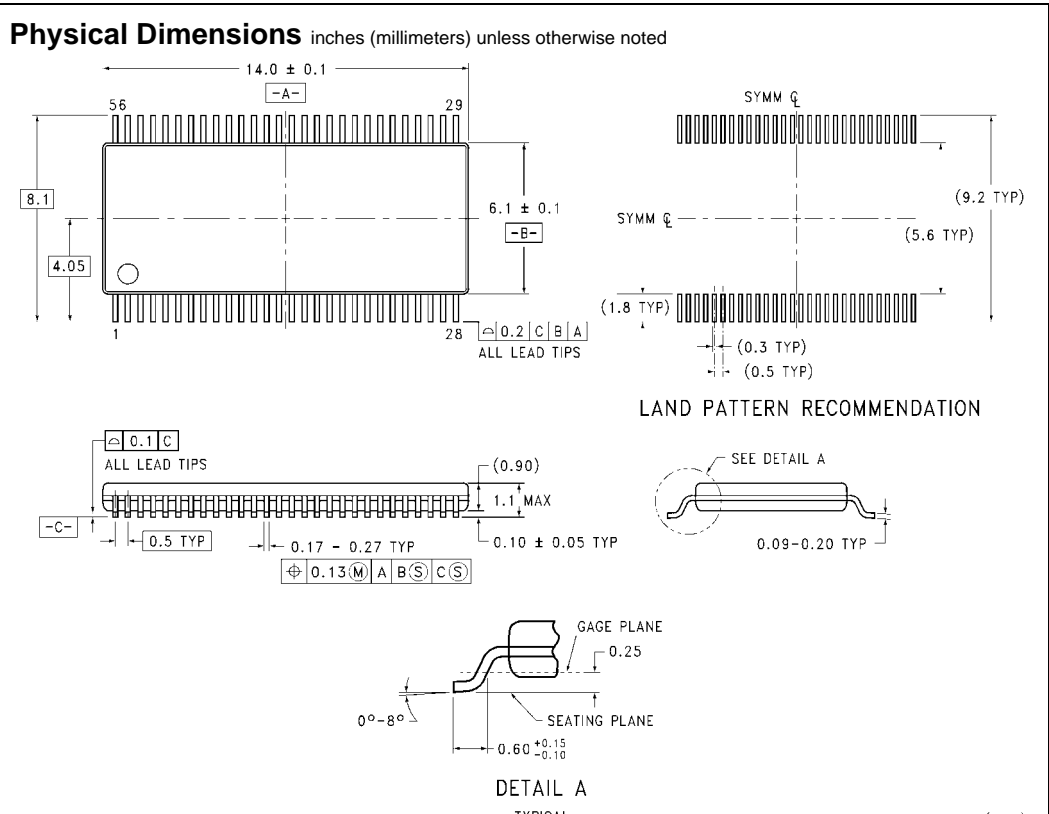 Physical Dimensions inches (millimeters) unless otherwise noted
14.0 ± 0.1
-A-
56
29
8.1
4.05
6.1 ± 0.1
-B-
1
28
⌓ 0.2 C B A
ALL LEAD TIPS
SYMM ℄
SYMM ℄
(9.2 TYP)
(5.6 TYP)
(1.8 TYP)
(0.3 TYP)
(0.5 TYP)
LAND PATTERN RECOMMENDATION
⌓ 0.1 C
ALL LEAD TIPS
(0.90)
1.1 MAX
-C-
0.5 TYP
0.17 - 0.27 TYP
0.10 ± 0.05 TYP
⌖ 0.13 Ⓜ A B Ⓢ C Ⓢ
SEE DETAIL A
0.09-0.20 TYP
GAGE PLANE
0.25
0°-8°
SEATING PLANE
0.60 +0.15 -0.10
DETAIL A